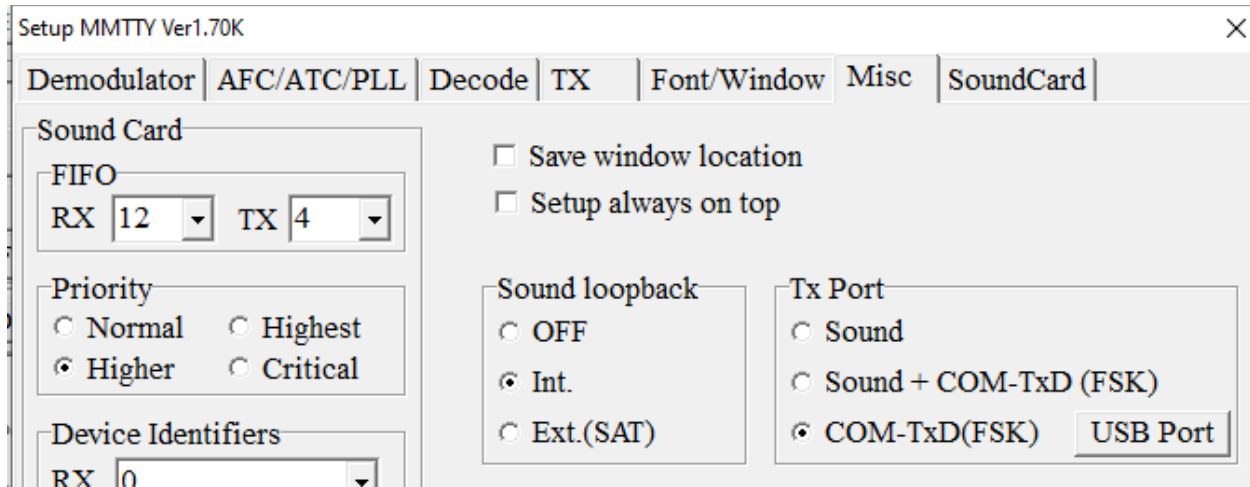 Setup MMTTY Ver1.70K
Demodulator AFC/ATC/PLL Decode TX Font/Window Misc SoundCard
Sound Card
FIFO
RX 12 TX 4
Save window location
Setup always on top
Priority
Normal Highest
Higher Critical
Sound loopback
OFF
Int.
Ext.(SAT)
Tx Port
Sound
Sound + COM-TxD (FSK)
COM-TxD(FSK) USB Port
Device Identifiers
RX 0